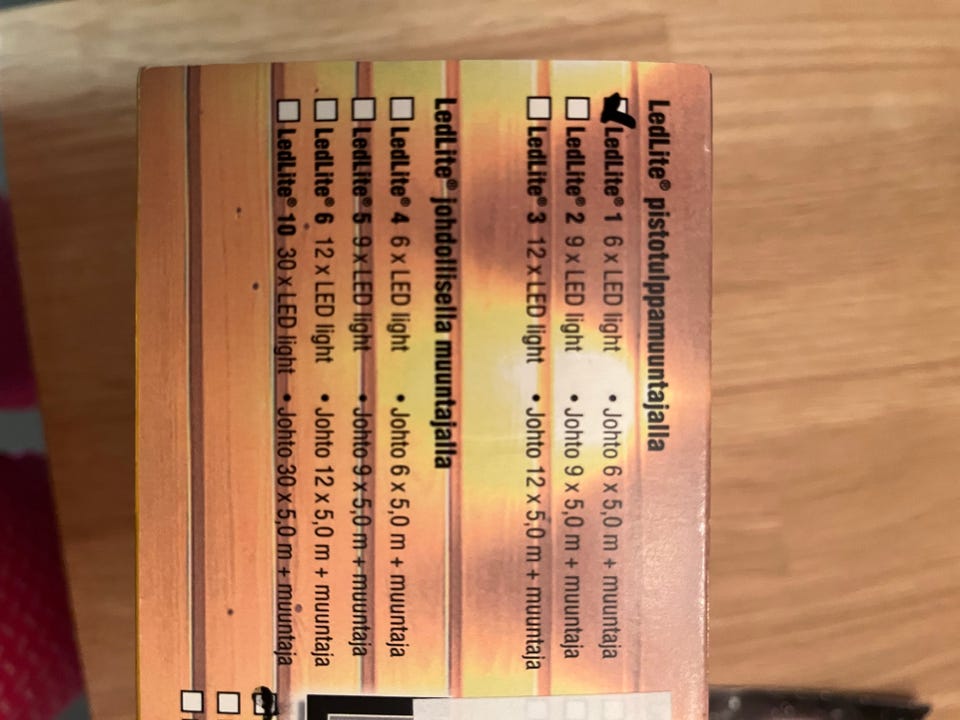 LedLite® pistotulppamuuntajalla
LedLite® 1 6 x LED light • Johto 6 x 5,0 m + muuntaja
LedLite® 2 9 x LED light • Johto 9 x 5,0 m + muuntaja
LedLite® 3 12 x LED light • Johto 12 x 5,0 m + muuntaja
LedLite® johdollisella muuntajalla
LedLite® 4 6 x LED light • Johto 6 x 5,0 m + muuntaja
LedLite® 5 9 x LED light • Johto 9 x 5,0 m + muuntaja
LedLite® 6 12 x LED light • Johto 12 x 5,0 m + muuntaja
LedLite® 10 30 x LED light • Johto 30 x 5,0 m + muuntaja